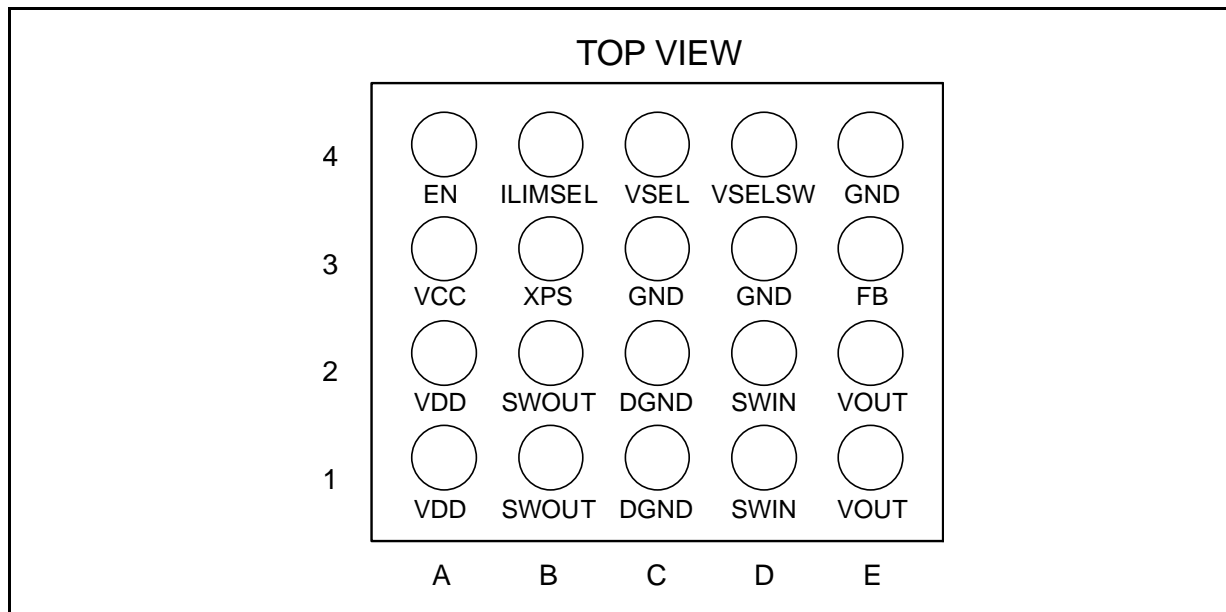 TOP VIEW
4
EN ILIMSEL VSEL VSELSW GND
3
VCC XPS GND GND FB
2
VDD SWOUT DGND SWIN VOUT
1
VDD SWOUT DGND SWIN VOUT
A B C D E